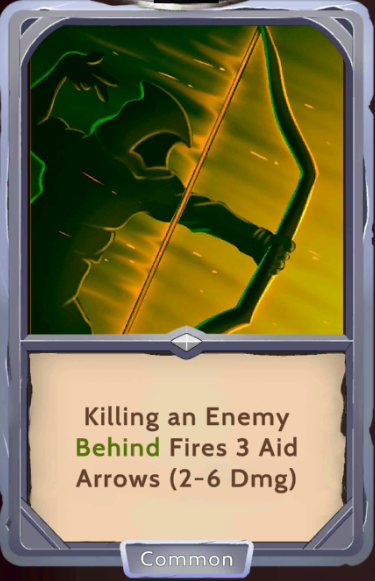 Killing an Enemy
Behind Fires 3 Aid
Arrows (2-6 Dmg)
Common